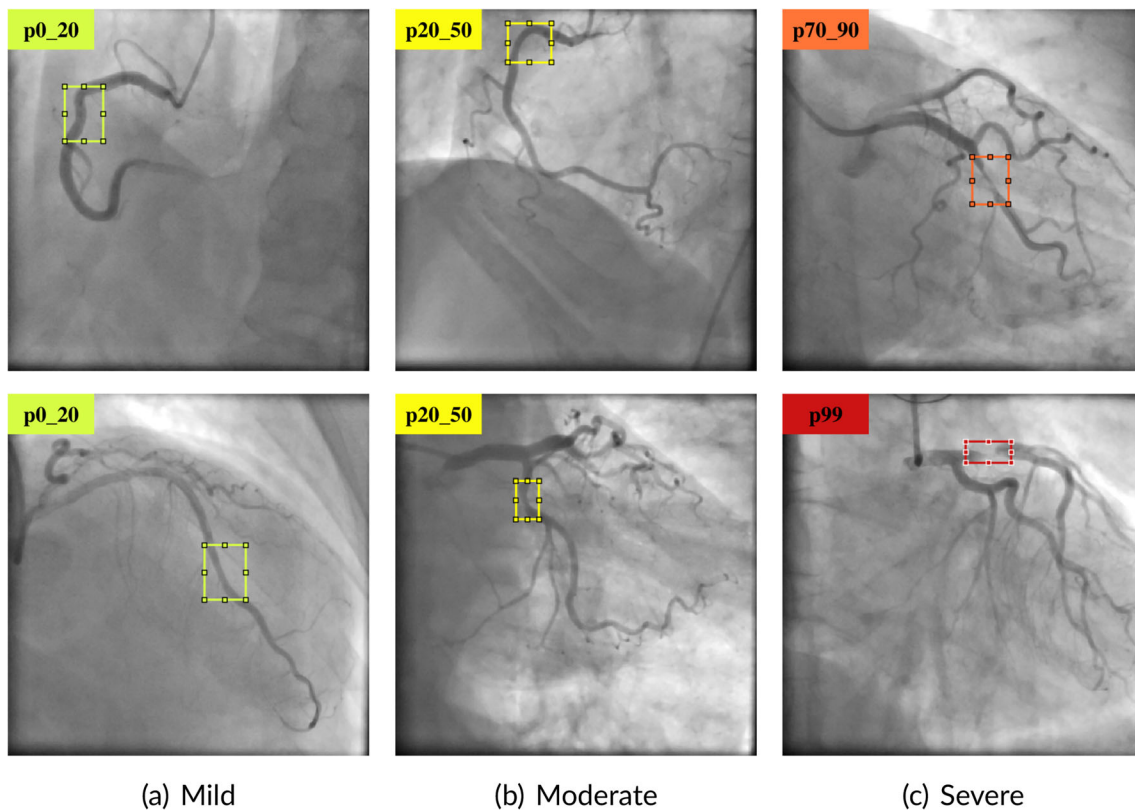 p0_20
p20_50
p70_90
p0_20
p20_50
p99
(a) Mild
(b) Moderate
(c) Severe